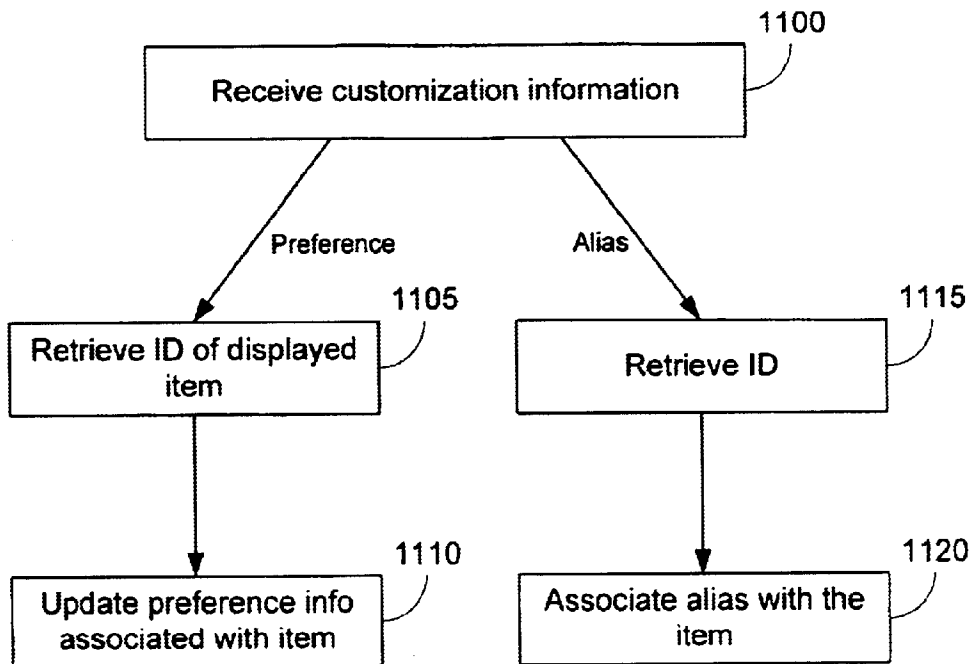 1100
Receive customization information
Preference
Alias
1105
1115
Retrieve ID of displayed
item
Retrieve ID
1110
1120
Update preference info
associated with item
Associate alias with the
item